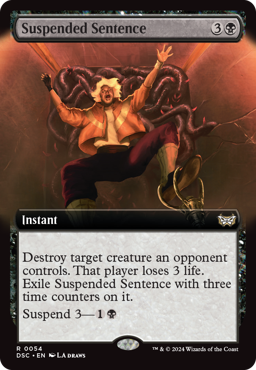 Suspended Sentence 3
Instant
Destroy target creature an opponent
controls. That player loses 3 life.
Exile Suspended Sentence with three
time counters on it.
Suspend 3—1
R 0054
DSC • EN LA DRAWS
™ & © 2024 Wizards of the Coast